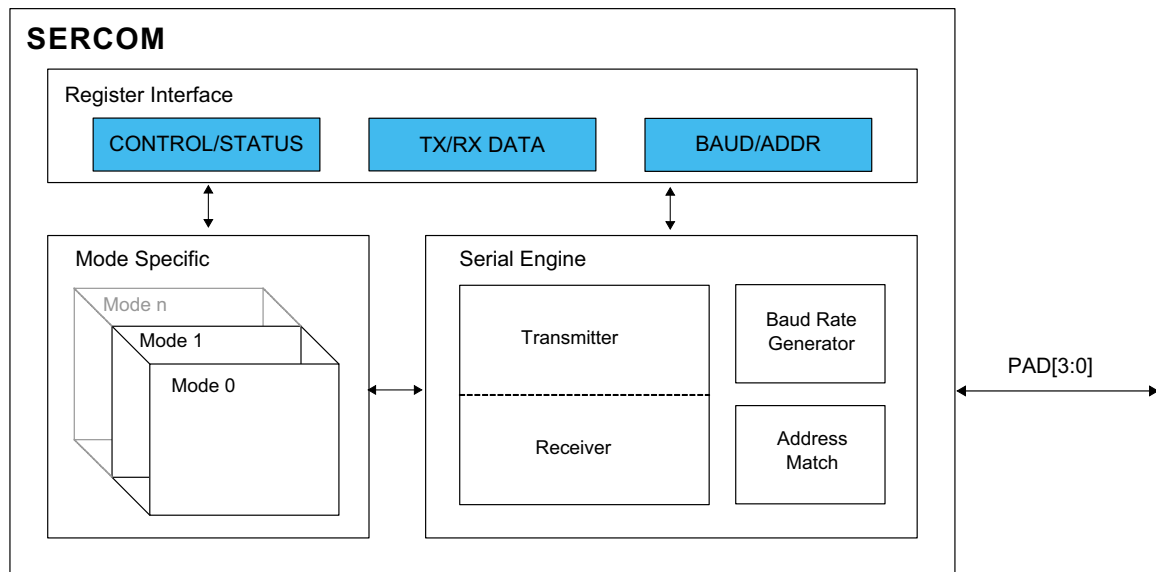 SERCOM
Register Interface
CONTROL/STATUS
TX/RX DATA
BAUD/ADDR
Mode Specific
Mode n
Mode 1
Mode 0
Serial Engine
Transmitter
Receiver
Baud Rate
Generator
Address
Match
PAD[3:0]